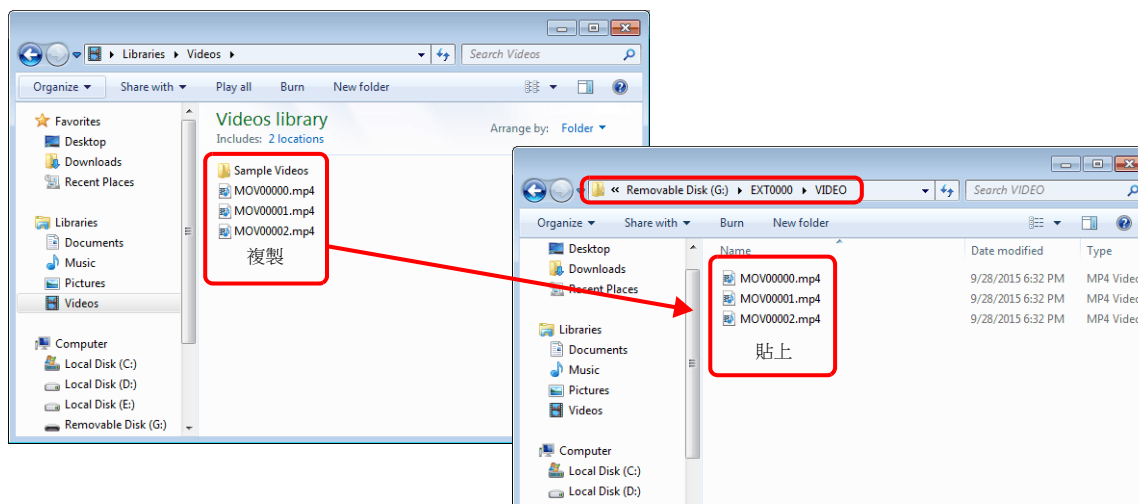 Libraries Videos
Search Videos
Organize Share with Play all Burn New folder
Favorites
Desktop
Downloads
Recent Places
Libraries
Documents
Music
Pictures
Videos
Computer
Local Disk (C:)
Local Disk (D:)
Local Disk (E:)
Removable Disk (G:)
Videos library
Includes: 2 locations
Arrange by: Folder
Sample Videos
MOV00000.mp4
MOV00001.mp4
MOV00002.mp4
複製
« Removable Disk (G:) EXT0000 VIDEO
Search VIDEO
Organize Share with Burn New folder
Desktop
Downloads
Recent Places
Libraries
Documents
Music
Pictures
Videos
Computer
Local Disk (C:)
Local Disk (D:)
Name Date modified Type
MOV00000.mp4 9/28/2015 6:32 PM MP4 Video
MOV00001.mp4 9/28/2015 6:32 PM MP4 Video
MOV00002.mp4 9/28/2015 6:32 PM MP4 Video
貼上